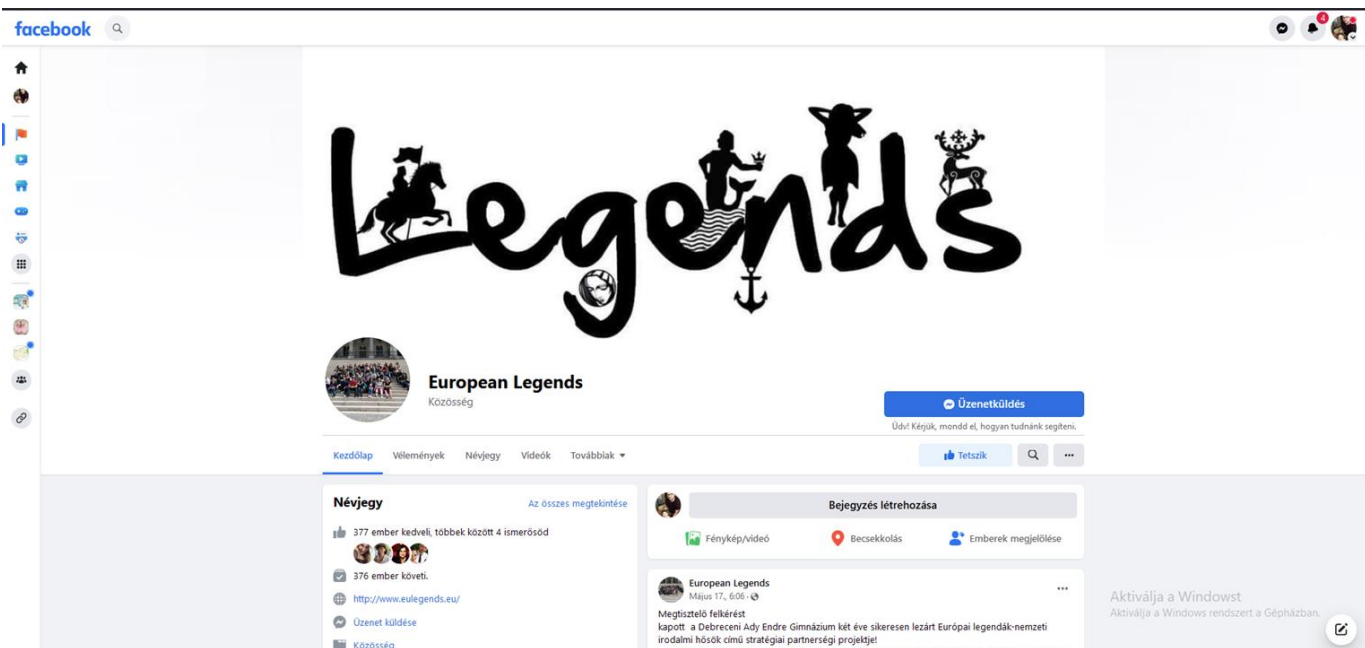 facebook
4
Legends
European Legends
Közösség
Üzenetküldés
Üdv! Kérjük, mondd el, hogyan tudnánk segíteni.
Kezdőlap Vélemények Névjegy Videók Továbbiak
Tetszik
Névjegy
Az összes megtekintése
377 ember kedveli, többek között 4 ismerősöd
376 ember követi.
http://www.eulegends.eu/
Üzenet küldése
Közösség
Bejegyzés létrehozása
Fénykép/videó Becsekkolás Emberek megjelölése
European Legends
Május 17., 6:06 ·
Megtisztelő felkérést
kapott a Debreceni Ady Endre Gimnázium két éve sikeresen lezárt Európai legendák-nemzeti
irodalmi hősök című stratégiai partnerségi projektje!
Aktiválja a Windowst
Aktiválja a Windows rendszert a Gépházban.